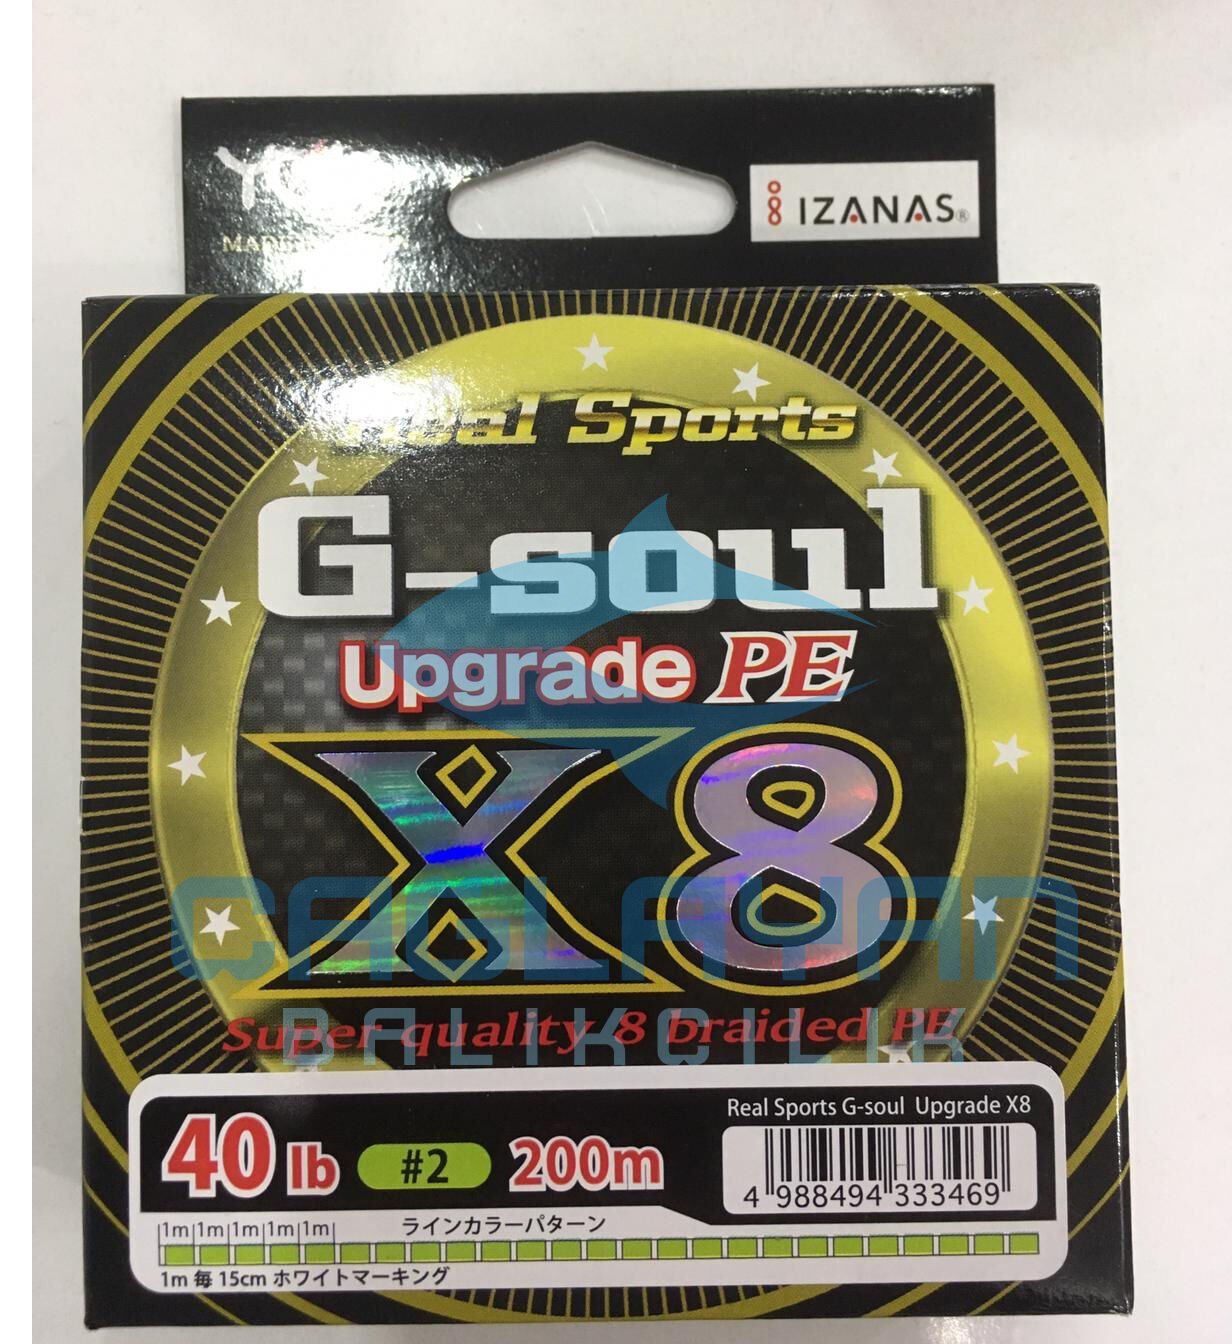 IZANAS®
Real Sports
G-soul
Upgrade PE
X8
Super quality 8 braided PE
ÇAĞLAYAN
BALIKÇILIK
Real Sports G-soul Upgrade X8
40 lb #2 200m
4 988494 333469
1m 1m 1m 1m 1m ラインカラーパターン
1m 毎 15cm ホワイトマーキング